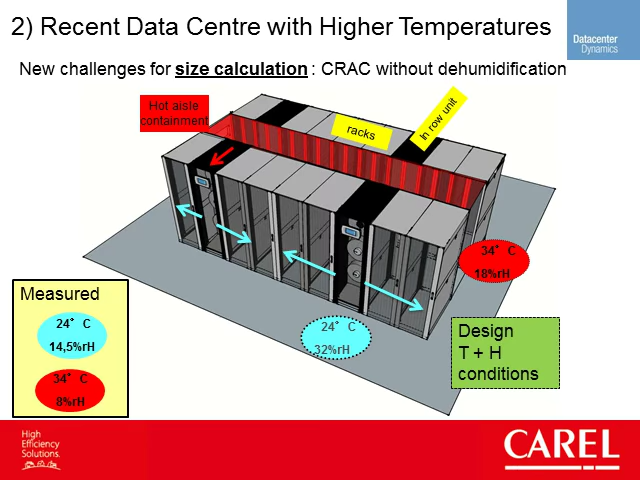 2) Recent Data Centre with Higher Temperatures
Datacenter
Dynamics
New challenges for size calculation : CRAC without dehumidification
Hot aisle
containment
racks
In row unit
34° C
18%rH
Measured
24° C
14,5%rH
34° C
8%rH
24° C
32%rH
Design
T + H
conditions
High
Efficiency
Solutions.
CAREL